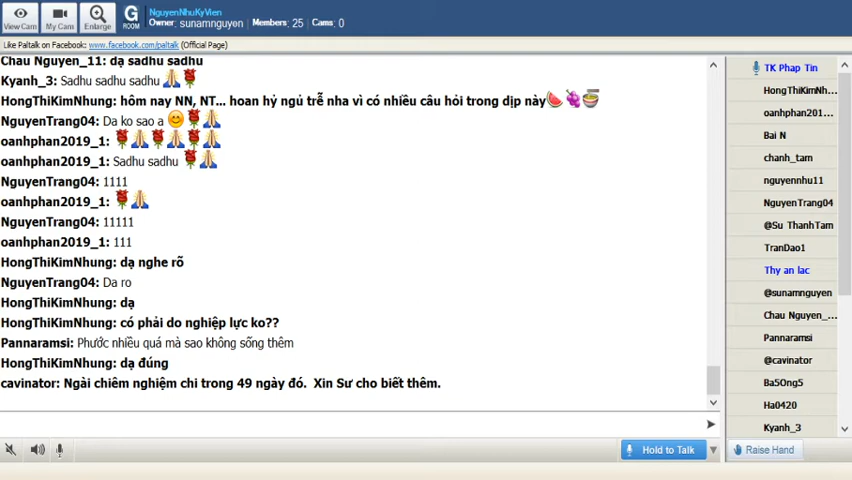 View Cam
My Cam
Enlarge
G
ROOM
NguyenNhuKyVien
Owner: sunamnguyen Members: 25 Cams: 0
Like Paltalk on Facebook: www.facebook.com/paltalk (Official Page)
Chau Nguyen_11: dạ sadhu sadhu
Kyanh_3: Sadhu sadhu sadhu
HongThiKimNhung: hôm nay NN, NT... hoan hỷ ngủ trễ nha vì có nhiều câu hỏi trong dịp này
NguyenTrang04: Da ko sao a
oanhphan2019_1:
oanhphan2019_1: Sadhu sadhu
NguyenTrang04: 1111
oanhphan2019_1:
NguyenTrang04: 11111
oanhphan2019_1: 111
HongThiKimNhung: dạ nghe rõ
NguyenTrang04: Da ro
HongThiKimNhung: dạ
HongThiKimNhung: có phải do nghiệp lực ko??
Pannaramsi: Phước nhiều quá mà sao không sống thêm
HongThiKimNhung: dạ đúng
cavinator: Ngài chiêm nghiệm chi trong 49 ngày đó. Xin Sư cho biết thêm.
Hold to Talk
TK Phap Tin
HongThiKimNh...
oanhphan201...
Bai N
chanh_tam
nguyennhu11
NguyenTrang04
@Su ThanhTam
TranDao1
Thy an lac
@sunamnguyen
Chau Nguyen_...
Pannaramsi
@cavinator
Ba5Ong5
Ha0420
Kyanh_3
Raise Hand